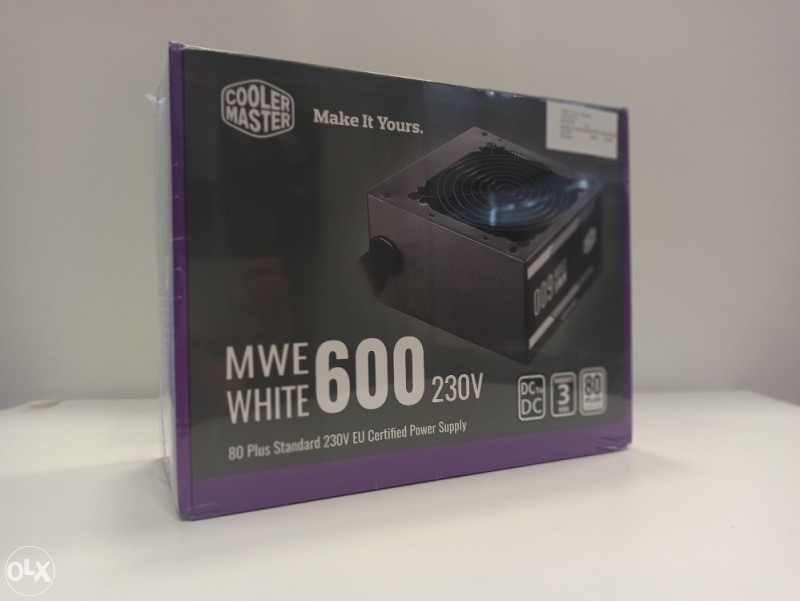 COOLER
MASTER
Make It Yours.
600
MWE
WHITE
600
230V
80 Plus Standard 230V EU Certified Power Supply
DC To
DC
3
80
OLX